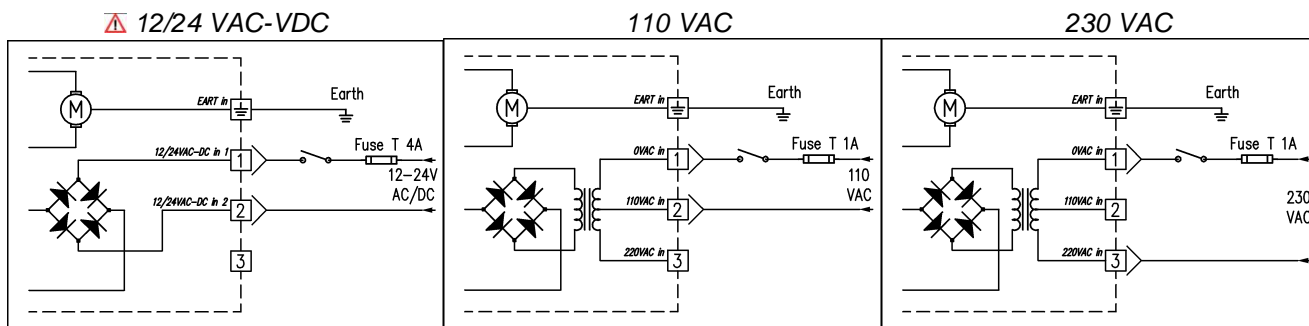 12/24 VAC-VDC
M
EART in
Earth
12/24VAC-DC in 1
1
Fuse T 4A
12-24V
AC/DC
12/24VAC-DC in 2
2
3
110 VAC
M
EART in
Earth
0VAC in
1
Fuse T 1A
110
VAC
110VAC in
2
220VAC in
3
230 VAC
M
EART in
Earth
0VAC in
1
Fuse T 1A
230
VAC
110VAC in
2
220VAC in
3